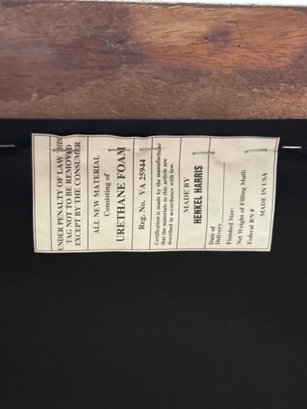 UNDER PENALTY OF LAW THIS
TAG NOT TO BE REMOVED
EXCEPT BY THE CONSUMER
ALL NEW MATERIAL
Consisting of
URETHANE FOAM
Reg. No. VA 25944
Certification is made by the manufacturer
that the materials in this article are
described in accordance with law.
MADE BY
HENKEL HARRIS
Date of
Delivery
Finished Size:
Net Weight of Filling Matl:
Federal RN #
MADE IN USA